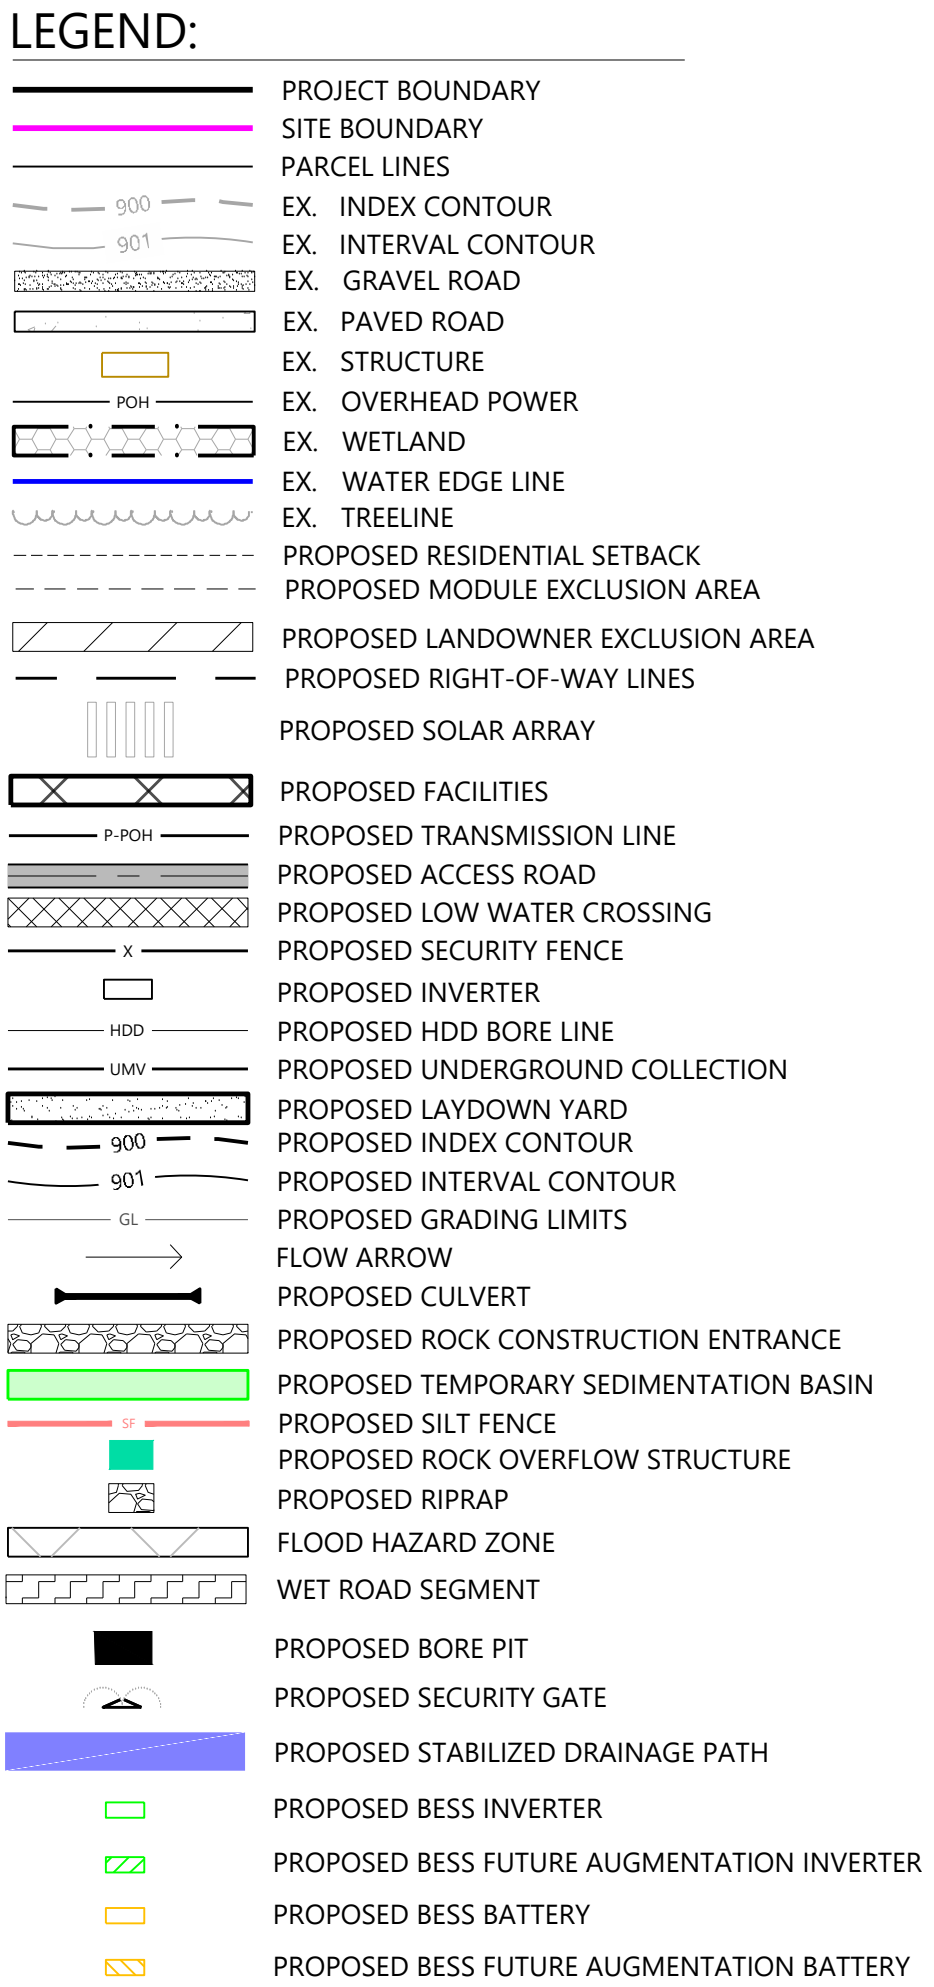 LEGEND:
PROJECT BOUNDARY
SITE BOUNDARY
PARCEL LINES
900 EX. INDEX CONTOUR
901 EX. INTERVAL CONTOUR
EX. GRAVEL ROAD
EX. PAVED ROAD
EX. STRUCTURE
POH EX. OVERHEAD POWER
EX. WETLAND
EX. WATER EDGE LINE
EX. TREELINE
PROPOSED RESIDENTIAL SETBACK
PROPOSED MODULE EXCLUSION AREA
PROPOSED LANDOWNER EXCLUSION AREA
PROPOSED RIGHT-OF-WAY LINES
PROPOSED SOLAR ARRAY
PROPOSED FACILITIES
P-POH PROPOSED TRANSMISSION LINE
PROPOSED ACCESS ROAD
PROPOSED LOW WATER CROSSING
X PROPOSED SECURITY FENCE
PROPOSED INVERTER
HDD PROPOSED HDD BORE LINE
UMV PROPOSED UNDERGROUND COLLECTION
PROPOSED LAYDOWN YARD
900 PROPOSED INDEX CONTOUR
901 PROPOSED INTERVAL CONTOUR
GL PROPOSED GRADING LIMITS
FLOW ARROW
PROPOSED CULVERT
PROPOSED ROCK CONSTRUCTION ENTRANCE
PROPOSED TEMPORARY SEDIMENTATION BASIN
SF PROPOSED SILT FENCE
PROPOSED ROCK OVERFLOW STRUCTURE
PROPOSED RIPRAP
FLOOD HAZARD ZONE
WET ROAD SEGMENT
PROPOSED BORE PIT
PROPOSED SECURITY GATE
PROPOSED STABILIZED DRAINAGE PATH
PROPOSED BESS INVERTER
PROPOSED BESS FUTURE AUGMENTATION INVERTER
PROPOSED BESS BATTERY
PROPOSED BESS FUTURE AUGMENTATION BATTERY